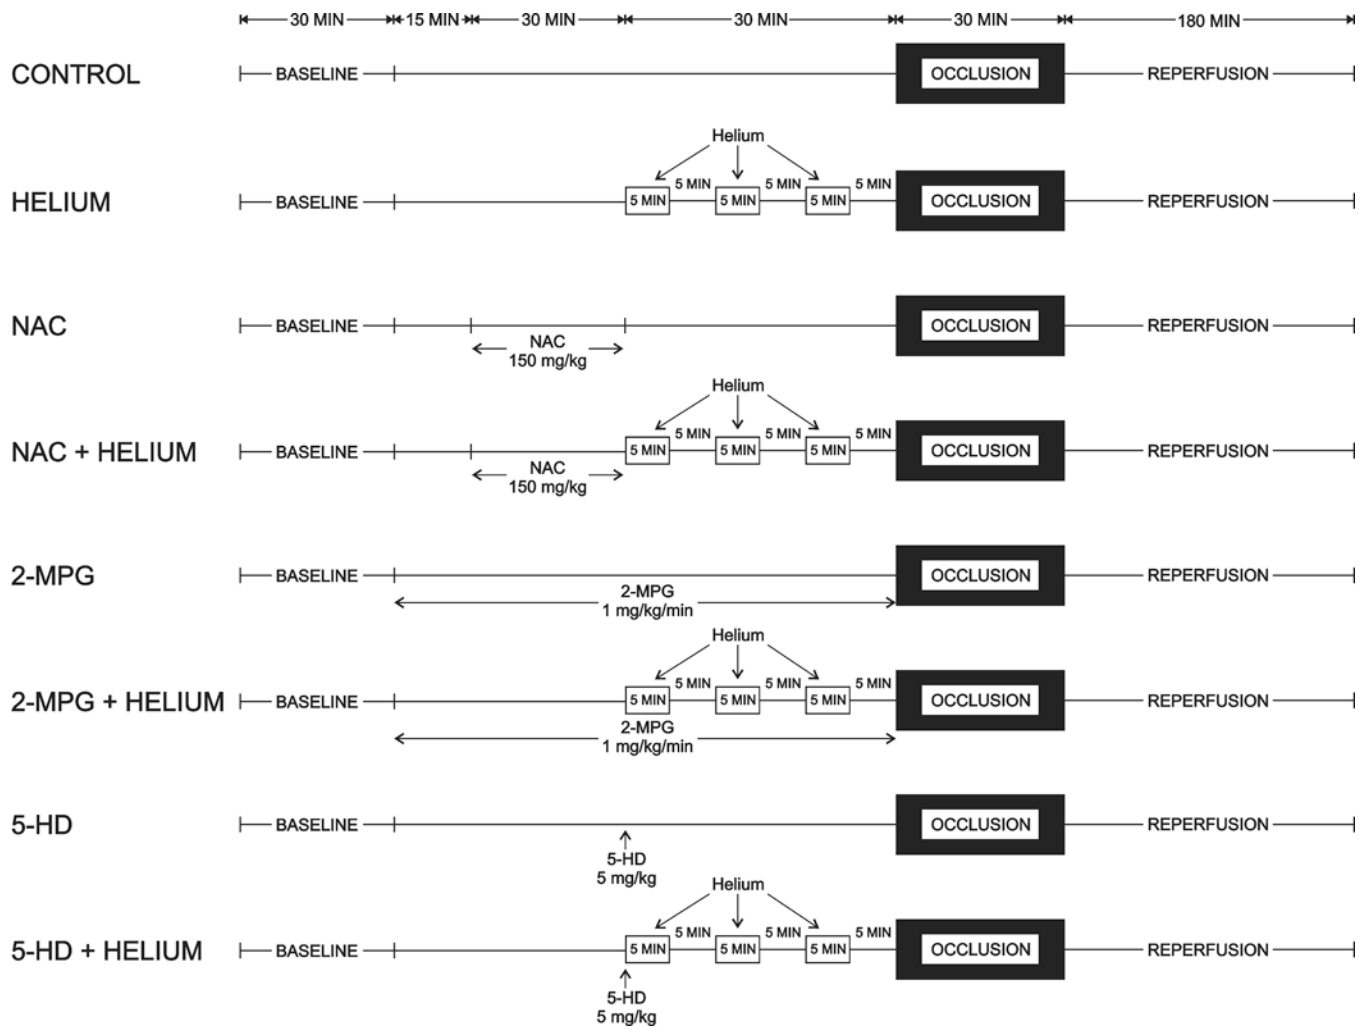 30 MIN 15 MIN 30 MIN 30 MIN 30 MIN 180 MIN
CONTROL BASELINE OCCLUSION REPERFUSION
Helium
5 MIN 5 MIN 5 MIN
HELIUM BASELINE 5 MIN 5 MIN 5 MIN OCCLUSION REPERFUSION
NAC BASELINE OCCLUSION REPERFUSION
NAC
150 mg/kg
Helium
5 MIN 5 MIN 5 MIN
NAC + HELIUM BASELINE 5 MIN 5 MIN 5 MIN OCCLUSION REPERFUSION
NAC
150 mg/kg
2-MPG BASELINE OCCLUSION REPERFUSION
2-MPG
1 mg/kg/min
Helium
5 MIN 5 MIN 5 MIN
2-MPG + HELIUM BASELINE 5 MIN 5 MIN 5 MIN OCCLUSION REPERFUSION
2-MPG
1 mg/kg/min
5-HD BASELINE OCCLUSION REPERFUSION
5-HD
5 mg/kg
Helium
5 MIN 5 MIN 5 MIN
5-HD + HELIUM BASELINE 5 MIN 5 MIN 5 MIN OCCLUSION REPERFUSION
5-HD
5 mg/kg